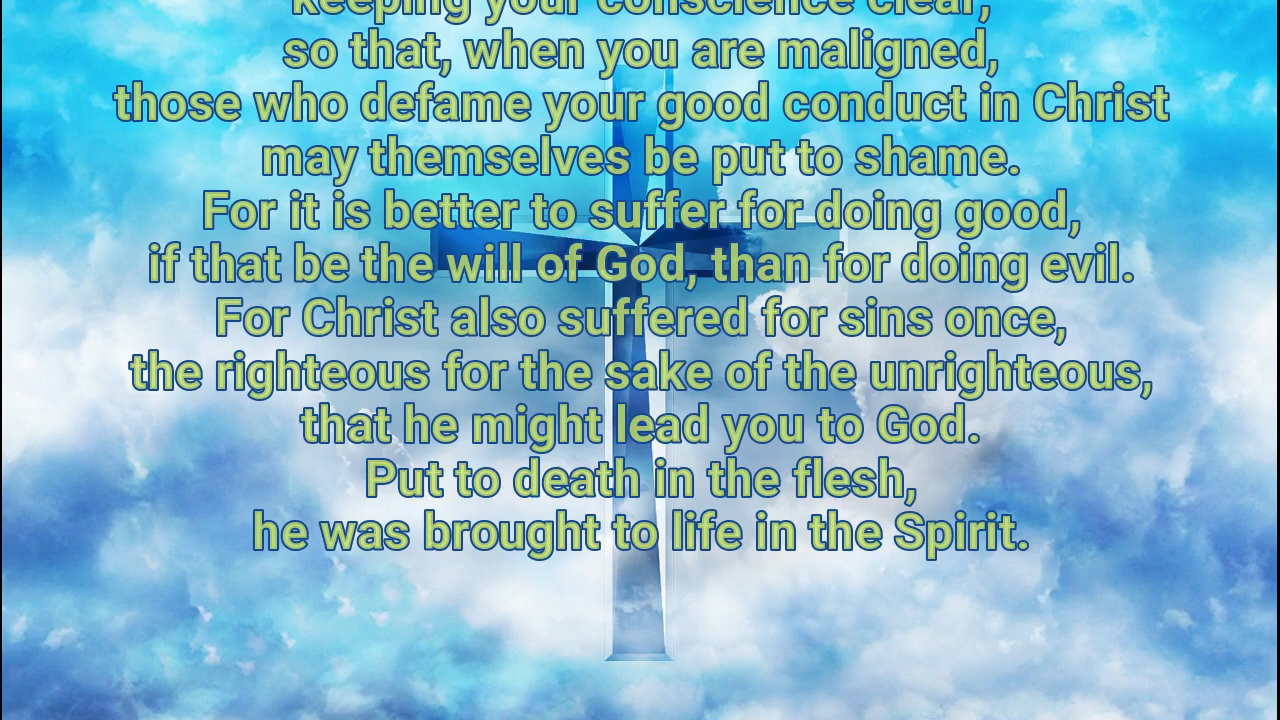 keeping your conscience clear,
so that, when you are maligned,
those who defame your good conduct in Christ
may themselves be put to shame.
For it is better to suffer for doing good,
if that be the will of God, than for doing evil.
For Christ also suffered for sins once,
the righteous for the sake of the unrighteous,
that he might lead you to God.
Put to death in the flesh,
he was brought to life in the Spirit.